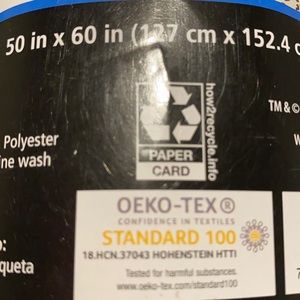 50 in x 60 in (127 cm x 152.4 c
how2recycle.info
TM & ©
Polyester
ine wash
PAPER
CARD
OEKO-TEX®
CONFIDENCE IN TEXTILES
STANDARD 100
18.HCN.37043 HOHENSTEIN HTTI
Tested for harmful substances.
www.oeko-tex.com/standard100
o:
queta